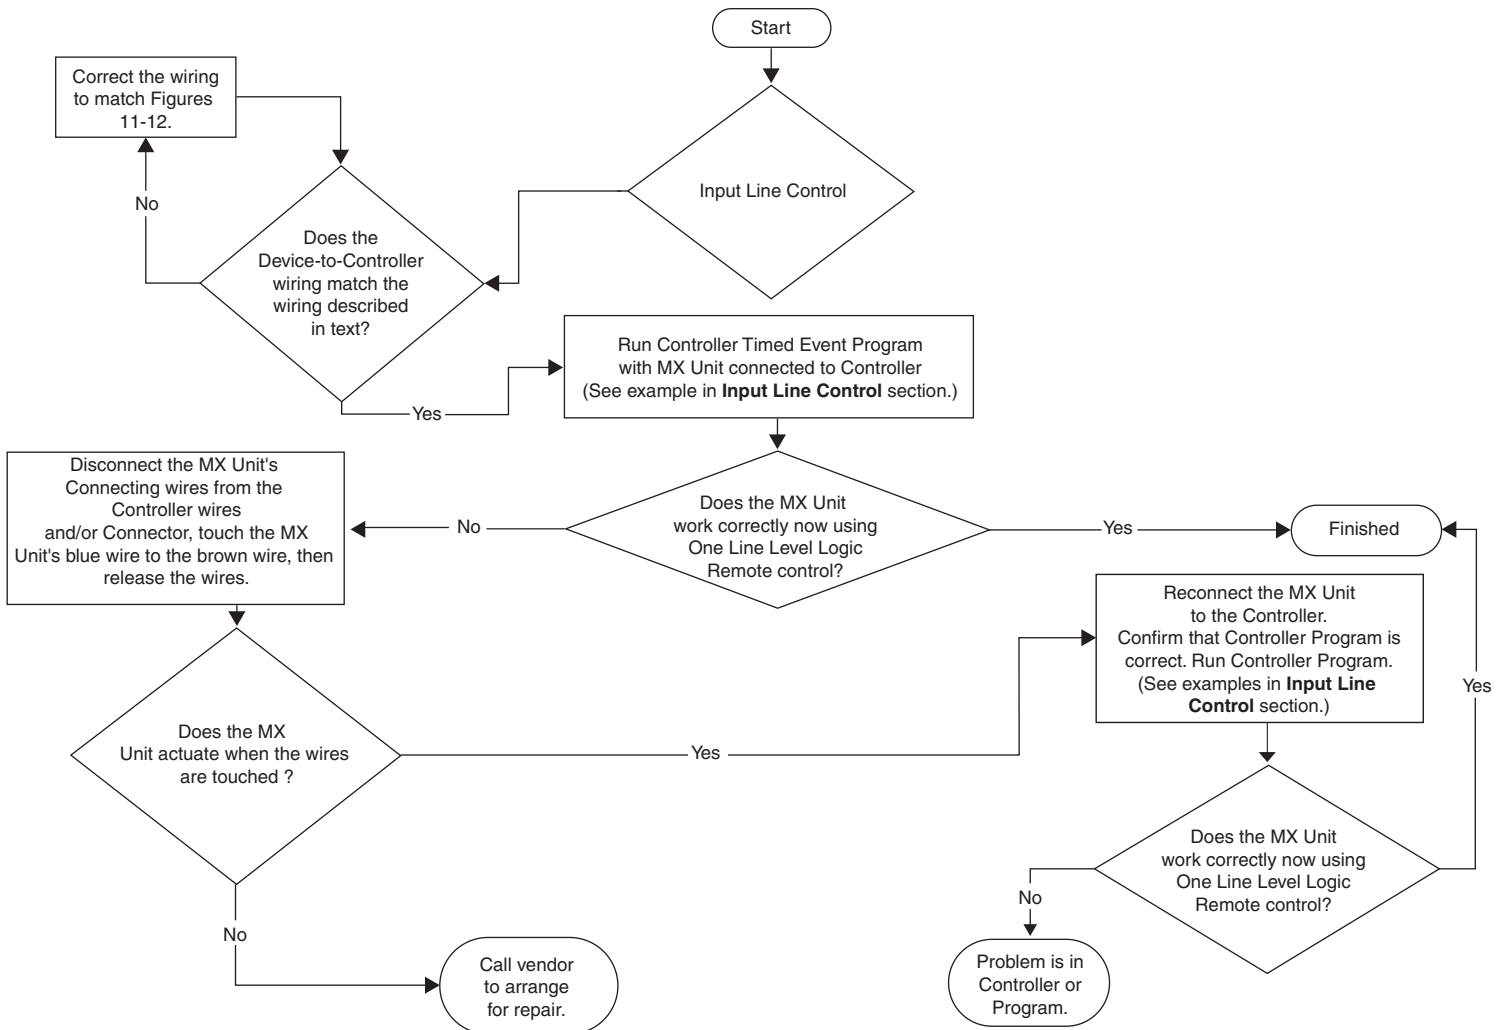 Start
Correct the wiring
to match Figures
11-12.
Input Line Control
No
Does the
Device-to-Controller
wiring match the
wiring described
in text?
Yes
Run Controller Timed Event Program
with MX Unit connected to Controller
(See example in Input Line Control section.)
Disconnect the MX Unit's
Connecting wires from the
Controller wires
and/or Connector, touch the MX
Unit's blue wire to the brown wire, then
release the wires.
No
Does the MX Unit
work correctly now using
One Line Level Logic
Remote control?
Yes
Finished
Reconnect the MX Unit
to the Controller.
Confirm that Controller Program is
correct. Run Controller Program.
(See examples in Input Line
Control section.)
Yes
Does the MX
Unit actuate when the wires
are touched ?
Yes
Does the MX Unit
work correctly now using
One Line Level Logic
Remote control?
No
No
Call vendor
to arrange
for repair.
Problem is in
Controller or
Program.